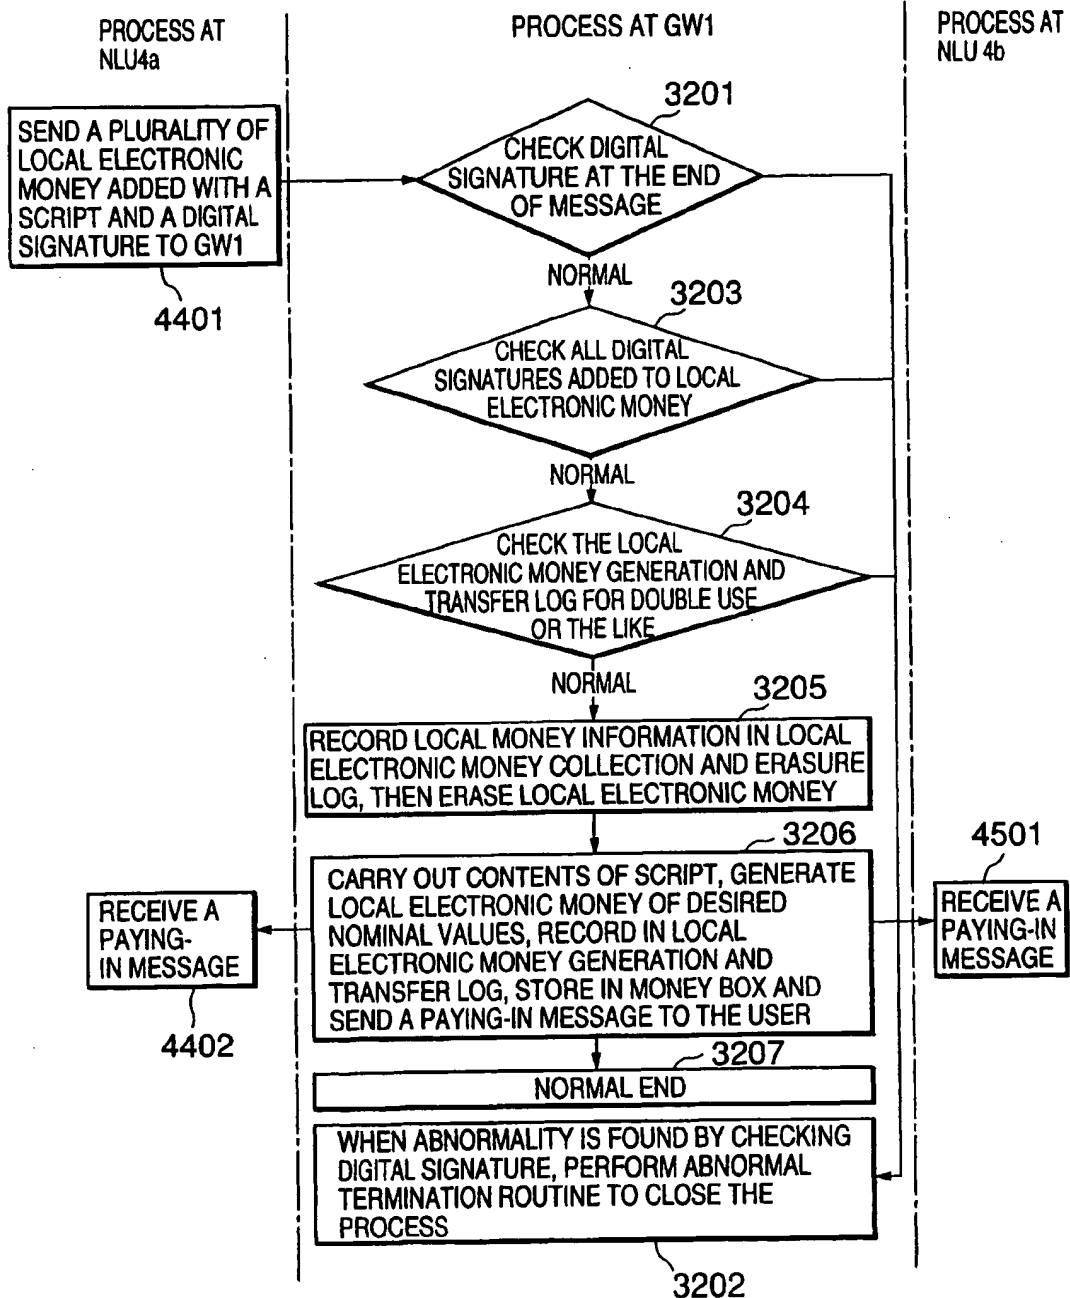 PROCESS AT
NLU4a
PROCESS AT GW1
PROCESS AT
NLU 4b
SEND A PLURALITY OF
LOCAL ELECTRONIC
MONEY ADDED WITH A
SCRIPT AND A DIGITAL
SIGNATURE TO GW1
4401
3201
CHECK DIGITAL
SIGNATURE AT THE END
OF MESSAGE
NORMAL
3203
CHECK ALL DIGITAL
SIGNATURES ADDED TO LOCAL
ELECTRONIC MONEY
NORMAL
3204
CHECK THE LOCAL
ELECTRONIC MONEY GENERATION AND
TRANSFER LOG FOR DOUBLE USE
OR THE LIKE
NORMAL
3205
RECORD LOCAL MONEY INFORMATION IN LOCAL
ELECTRONIC MONEY COLLECTION AND ERASURE
LOG, THEN ERASE LOCAL ELECTRONIC MONEY
3206
CARRY OUT CONTENTS OF SCRIPT, GENERATE
LOCAL ELECTRONIC MONEY OF DESIRED
NOMINAL VALUES, RECORD IN LOCAL
ELECTRONIC MONEY GENERATION AND
TRANSFER LOG, STORE IN MONEY BOX AND
SEND A PAYING-IN MESSAGE TO THE USER
RECEIVE A
PAYING-
IN MESSAGE
4402
4501
RECEIVE A
PAYING-IN
MESSAGE
3207
NORMAL END
WHEN ABNORMALITY IS FOUND BY CHECKING
DIGITAL SIGNATURE, PERFORM ABNORMAL
TERMINATION ROUTINE TO CLOSE THE
PROCESS
3202